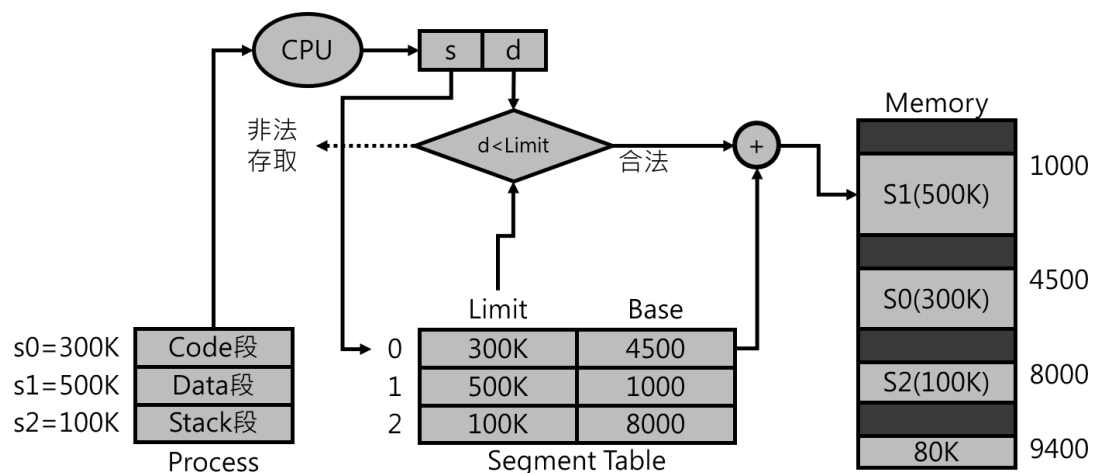 CPU
s d
Memory
非法
存取
d<Limit
合法
+
1000
S1(500K)
4500
S0(300K)
Limit Base
s0=300K Code段
0 300K 4500
s1=500K Data段
1 500K 1000
S2(100K) 8000
s2=100K Stack段
2 100K 8000
80K 9400
Process
Segment Table